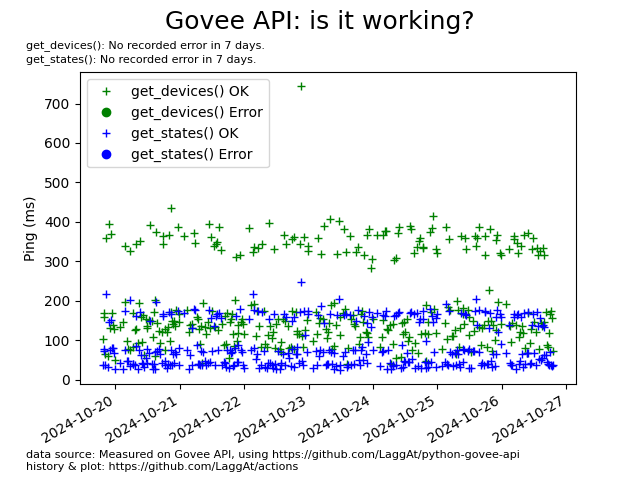 Govee API: is it working?
get_devices(): No recorded error in 7 days.
get_states(): No recorded error in 7 days.
get_devices() OK
get_devices() Error
get_states() OK
get_states() Error
Ping (ms)
700
600
500
400
300
200
100
0
2024-10-20
2024-10-21
2024-10-22
2024-10-23
2024-10-24
2024-10-25
2024-10-26
2024-10-27
data source: Measured on Govee API, using https://github.com/LaggAt/python-govee-api
history & plot: https://github.com/LaggAt/actions